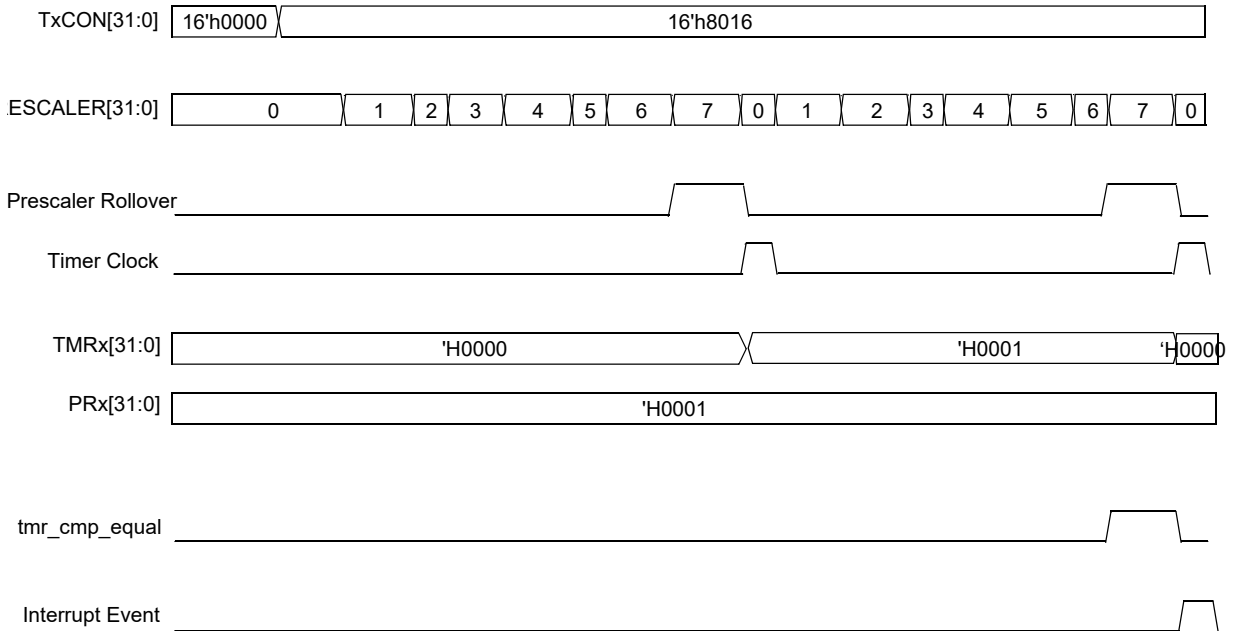 TxCON[31:0] 16'h0000 16'h8016
.ESCALER[31:0] 0 1 2 3 4 5 6 7 0 1 2 3 4 5 6 7 0
Prescaler Rollover
Timer Clock
TMRx[31:0] 'H0000 'H0001 ‘H0000
PRx[31:0] 'H0001
tmr_cmp_equal
Interrupt Event